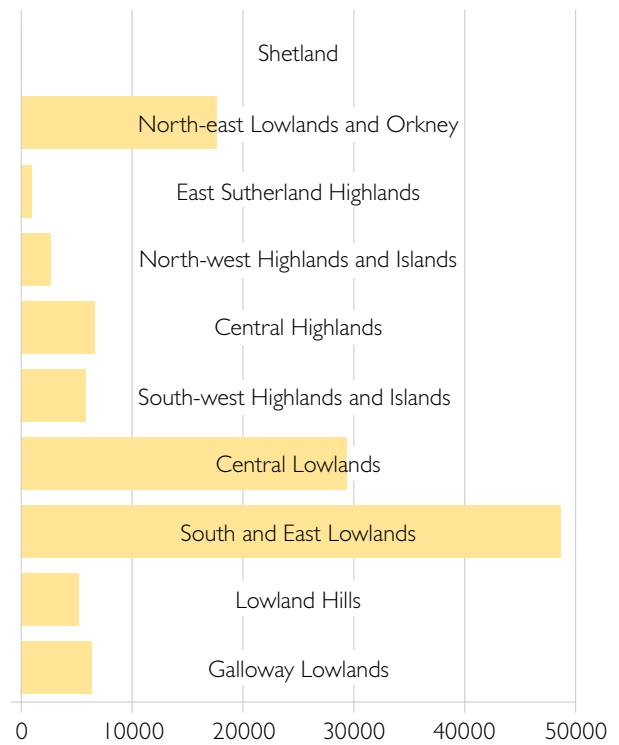 Shetland
North-east Lowlands and Orkney
East Sutherland Highlands
North-west Highlands and Islands
Central Highlands
South-west Highlands and Islands
Central Lowlands
South and East Lowlands
Lowland Hills
Galloway Lowlands
0 10000 20000 30000 40000 50000